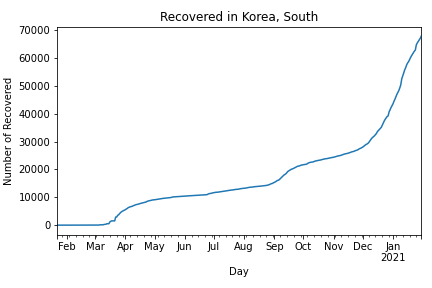 Recovered in Korea, South
70000
60000
50000
40000
30000
20000
10000
0
Number of Recovered
Feb Mar Apr May Jun Jul Aug Sep Oct Nov Dec Jan
2021
Day